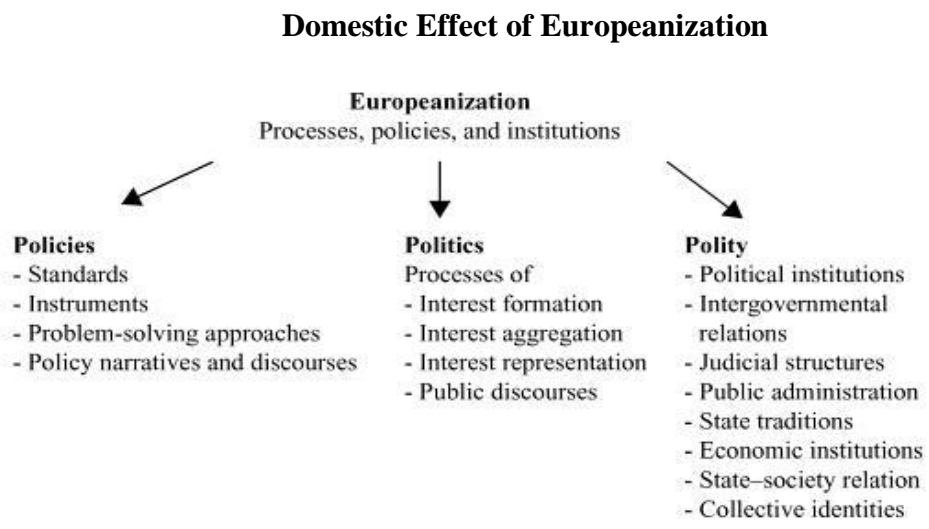 Domestic Effect of Europeanization
Europeanization
Processes, policies, and institutions
Policies
- Standards
- Instruments
- Problem-solving approaches
- Policy narratives and discourses
Politics
Processes of
- Interest formation
- Interest aggregation
- Interest representation
- Public discourses
Polity
- Political institutions
- Intergovernmental
relations
- Judicial structures
- Public administration
- State traditions
- Economic institutions
- State–society relation
- Collective identities